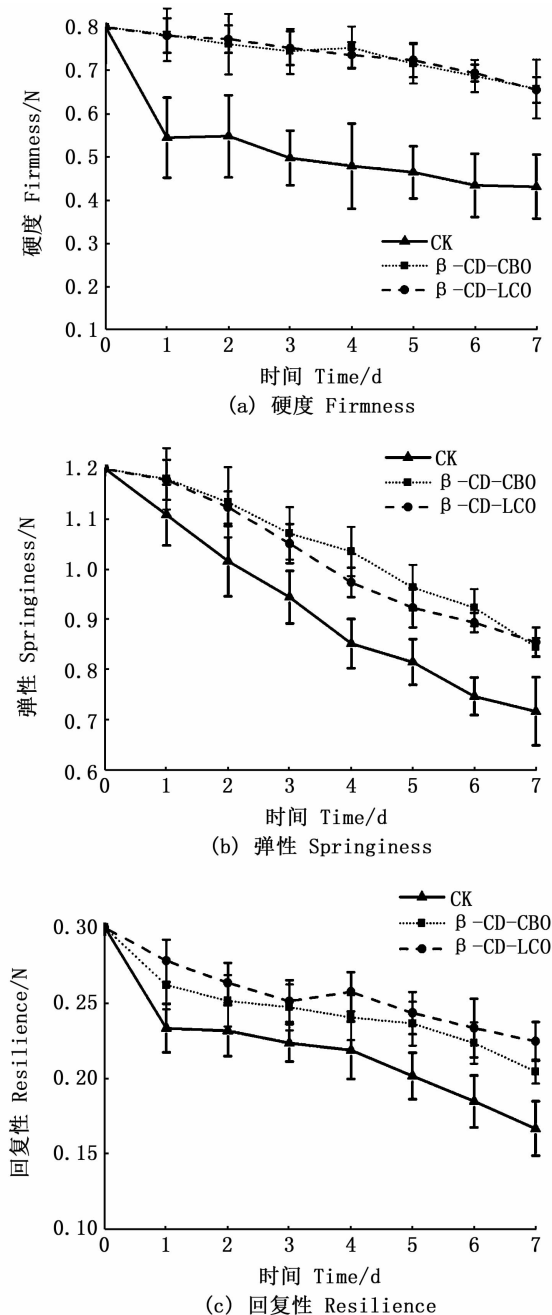 0.8
0.7
0.6
0.5
0.4
0.3
0.2
0.1
硬度 Firmness/N
CK
β-CD-CBO
β-CD-LCO
0 1 2 3 4 5 6 7
时间 Time/d
(a) 硬度 Firmness
1.2
1.1
1.0
0.9
0.8
0.7
0.6
弹性 Springiness/N
CK
β-CD-CBO
β-CD-LCO
0 1 2 3 4 5 6 7
时间 Time/d
(b) 弹性 Springiness
0.30
0.25
0.20
0.15
0.10
回复性 Resilience/N
CK
β-CD-CBO
β-CD-LCO
0 1 2 3 4 5 6 7
时间 Time/d
(c) 回复性 Resilience